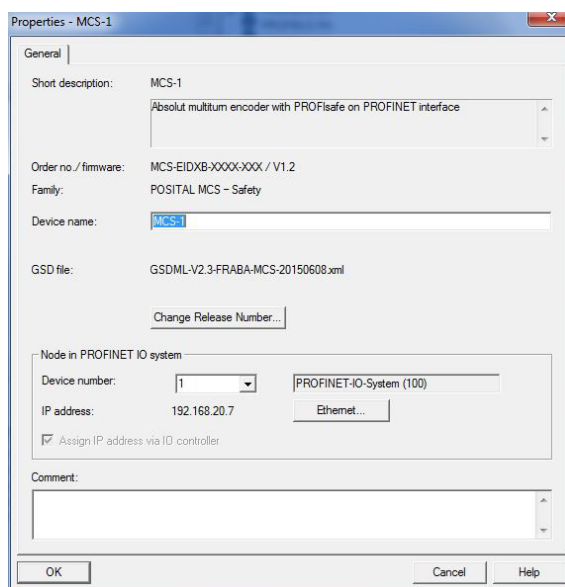 Properties - MCS-1
General
Short description: MCS-1
Absolut multiturn encoder with PROFIsafe on PROFINET interface
Order no./ firmware: MCS-EIDXB-XXXX-XXX / V1.2
Family: POSITAL MCS – Safety
Device name: MCS-1
GSD file: GSDML-V2.3-FRABA-MCS-20150608.xml
Change Release Number...
Node in PROFINET IO system
Device number: 1 PROFINET-IO-System (100)
IP address: 192.168.20.7 Ethernet...
Assign IP address via IO controller
Comment:
OK Cancel Help